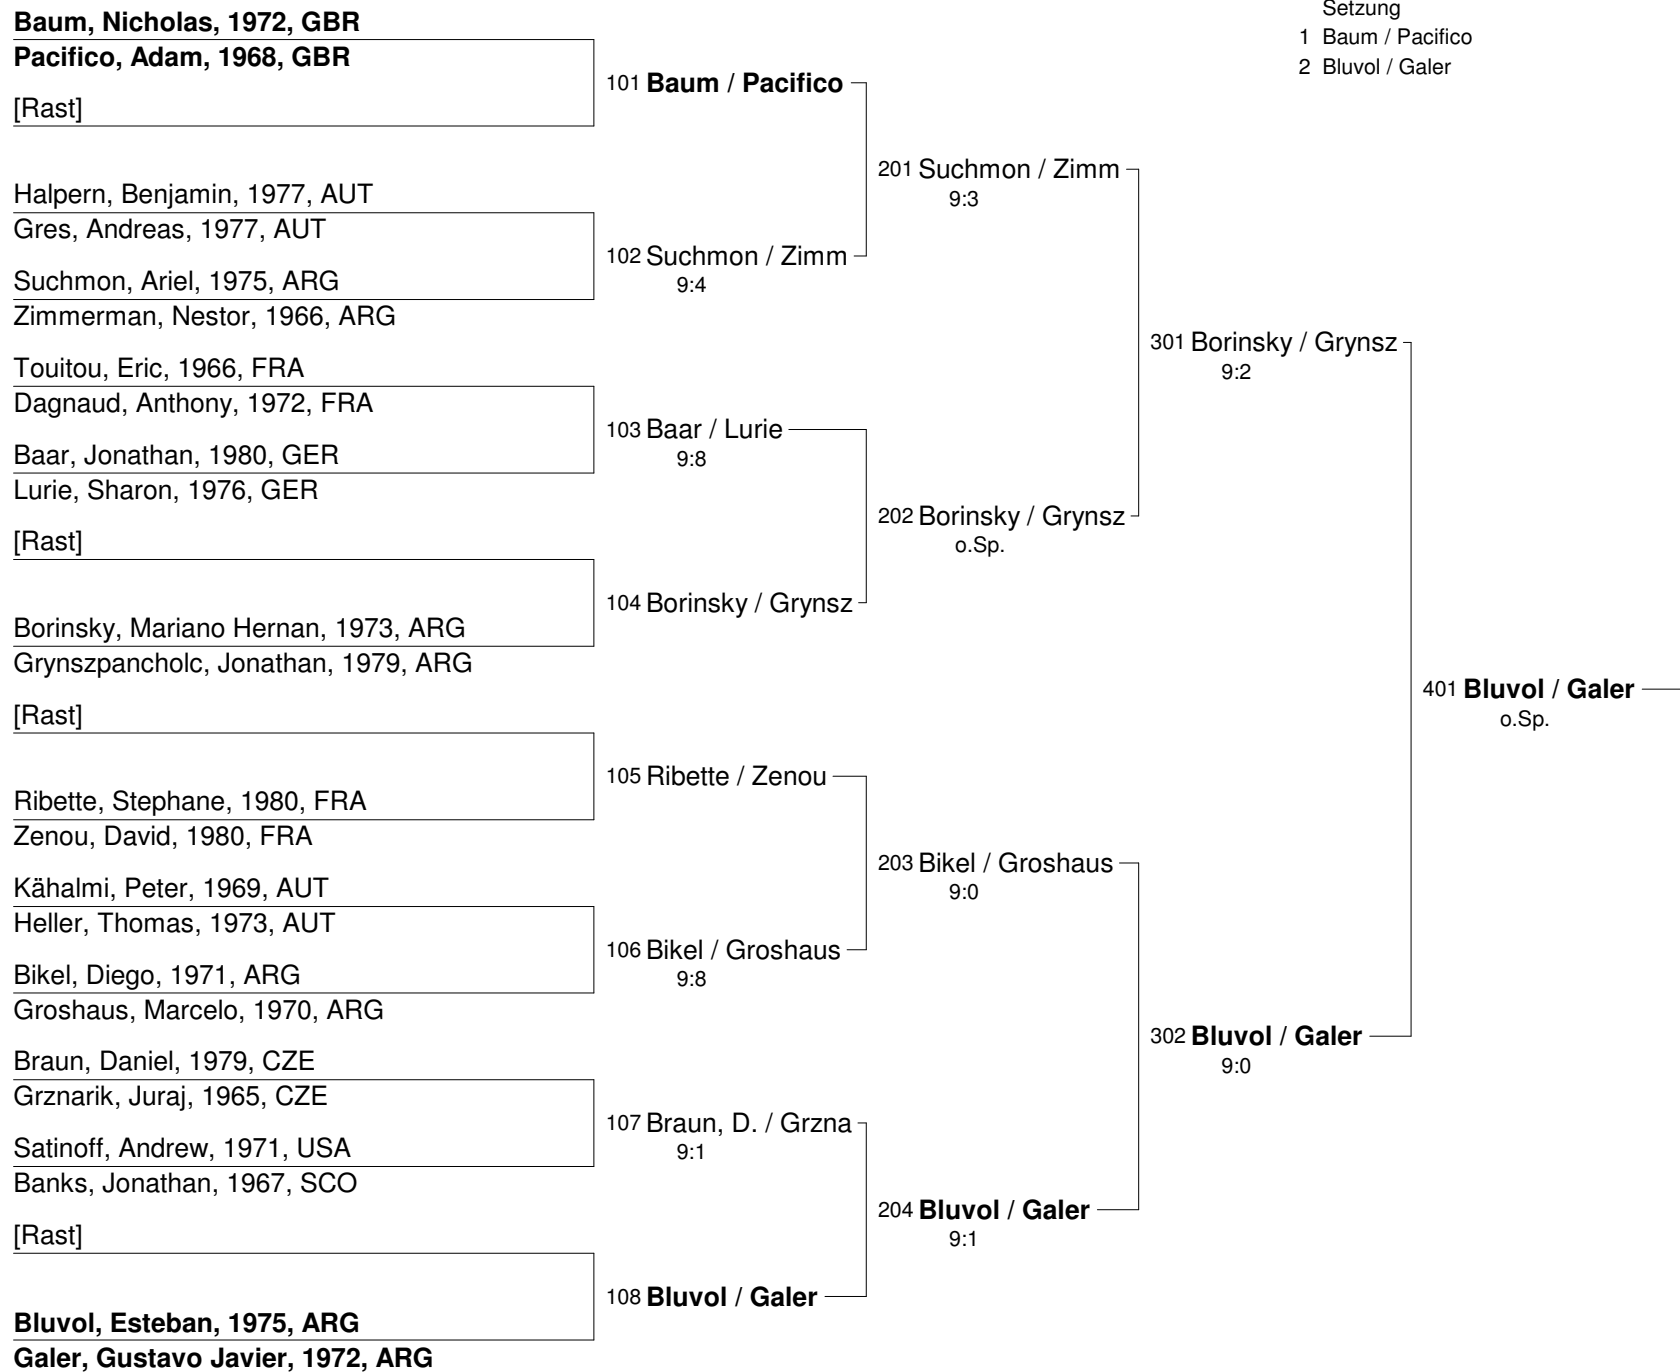 Baum, Nicholas, 1972, GBR
Pacifico, Adam, 1968, GBR
[Rast]
Halpern, Benjamin, 1977, AUT
Gres, Andreas, 1977, AUT
Suchmon, Ariel, 1975, ARG
Zimmerman, Nestor, 1966, ARG
Touitou, Eric, 1966, FRA
Dagnaud, Anthony, 1972, FRA
Baar, Jonathan, 1980, GER
Lurie, Sharon, 1976, GER
[Rast]
Borinsky, Mariano Hernan, 1973, ARG
Grynszpancholc, Jonathan, 1979, ARG
[Rast]
Ribette, Stephane, 1980, FRA
Zenou, David, 1980, FRA
Kähalmi, Peter, 1969, AUT
Heller, Thomas, 1973, AUT
Bikel, Diego, 1971, ARG
Groshaus, Marcelo, 1970, ARG
Braun, Daniel, 1979, CZE
Grznarik, Juraj, 1965, CZE
Satinoff, Andrew, 1971, USA
Banks, Jonathan, 1967, SCO
[Rast]
Bluvol, Esteban, 1975, ARG
Galer, Gustavo Javier, 1972, ARG
101 Baum / Pacifico
102 Suchmon / Zimm
9:4
103 Baar / Lurie
9:8
104 Borinsky / Grynsz
105 Ribette / Zenou
106 Bikel / Groshaus
9:8
107 Braun, D. / Grzna
9:1
108 Bluvol / Galer
201 Suchmon / Zimm
9:3
202 Borinsky / Grynsz
o.Sp.
203 Bikel / Groshaus
9:0
204 Bluvol / Galer
9:1
301 Borinsky / Grynsz
9:2
302 Bluvol / Galer
9:0
401 Bluvol / Galer
o.Sp.
Setzung
1 Baum / Pacifico
2 Bluvol / Galer